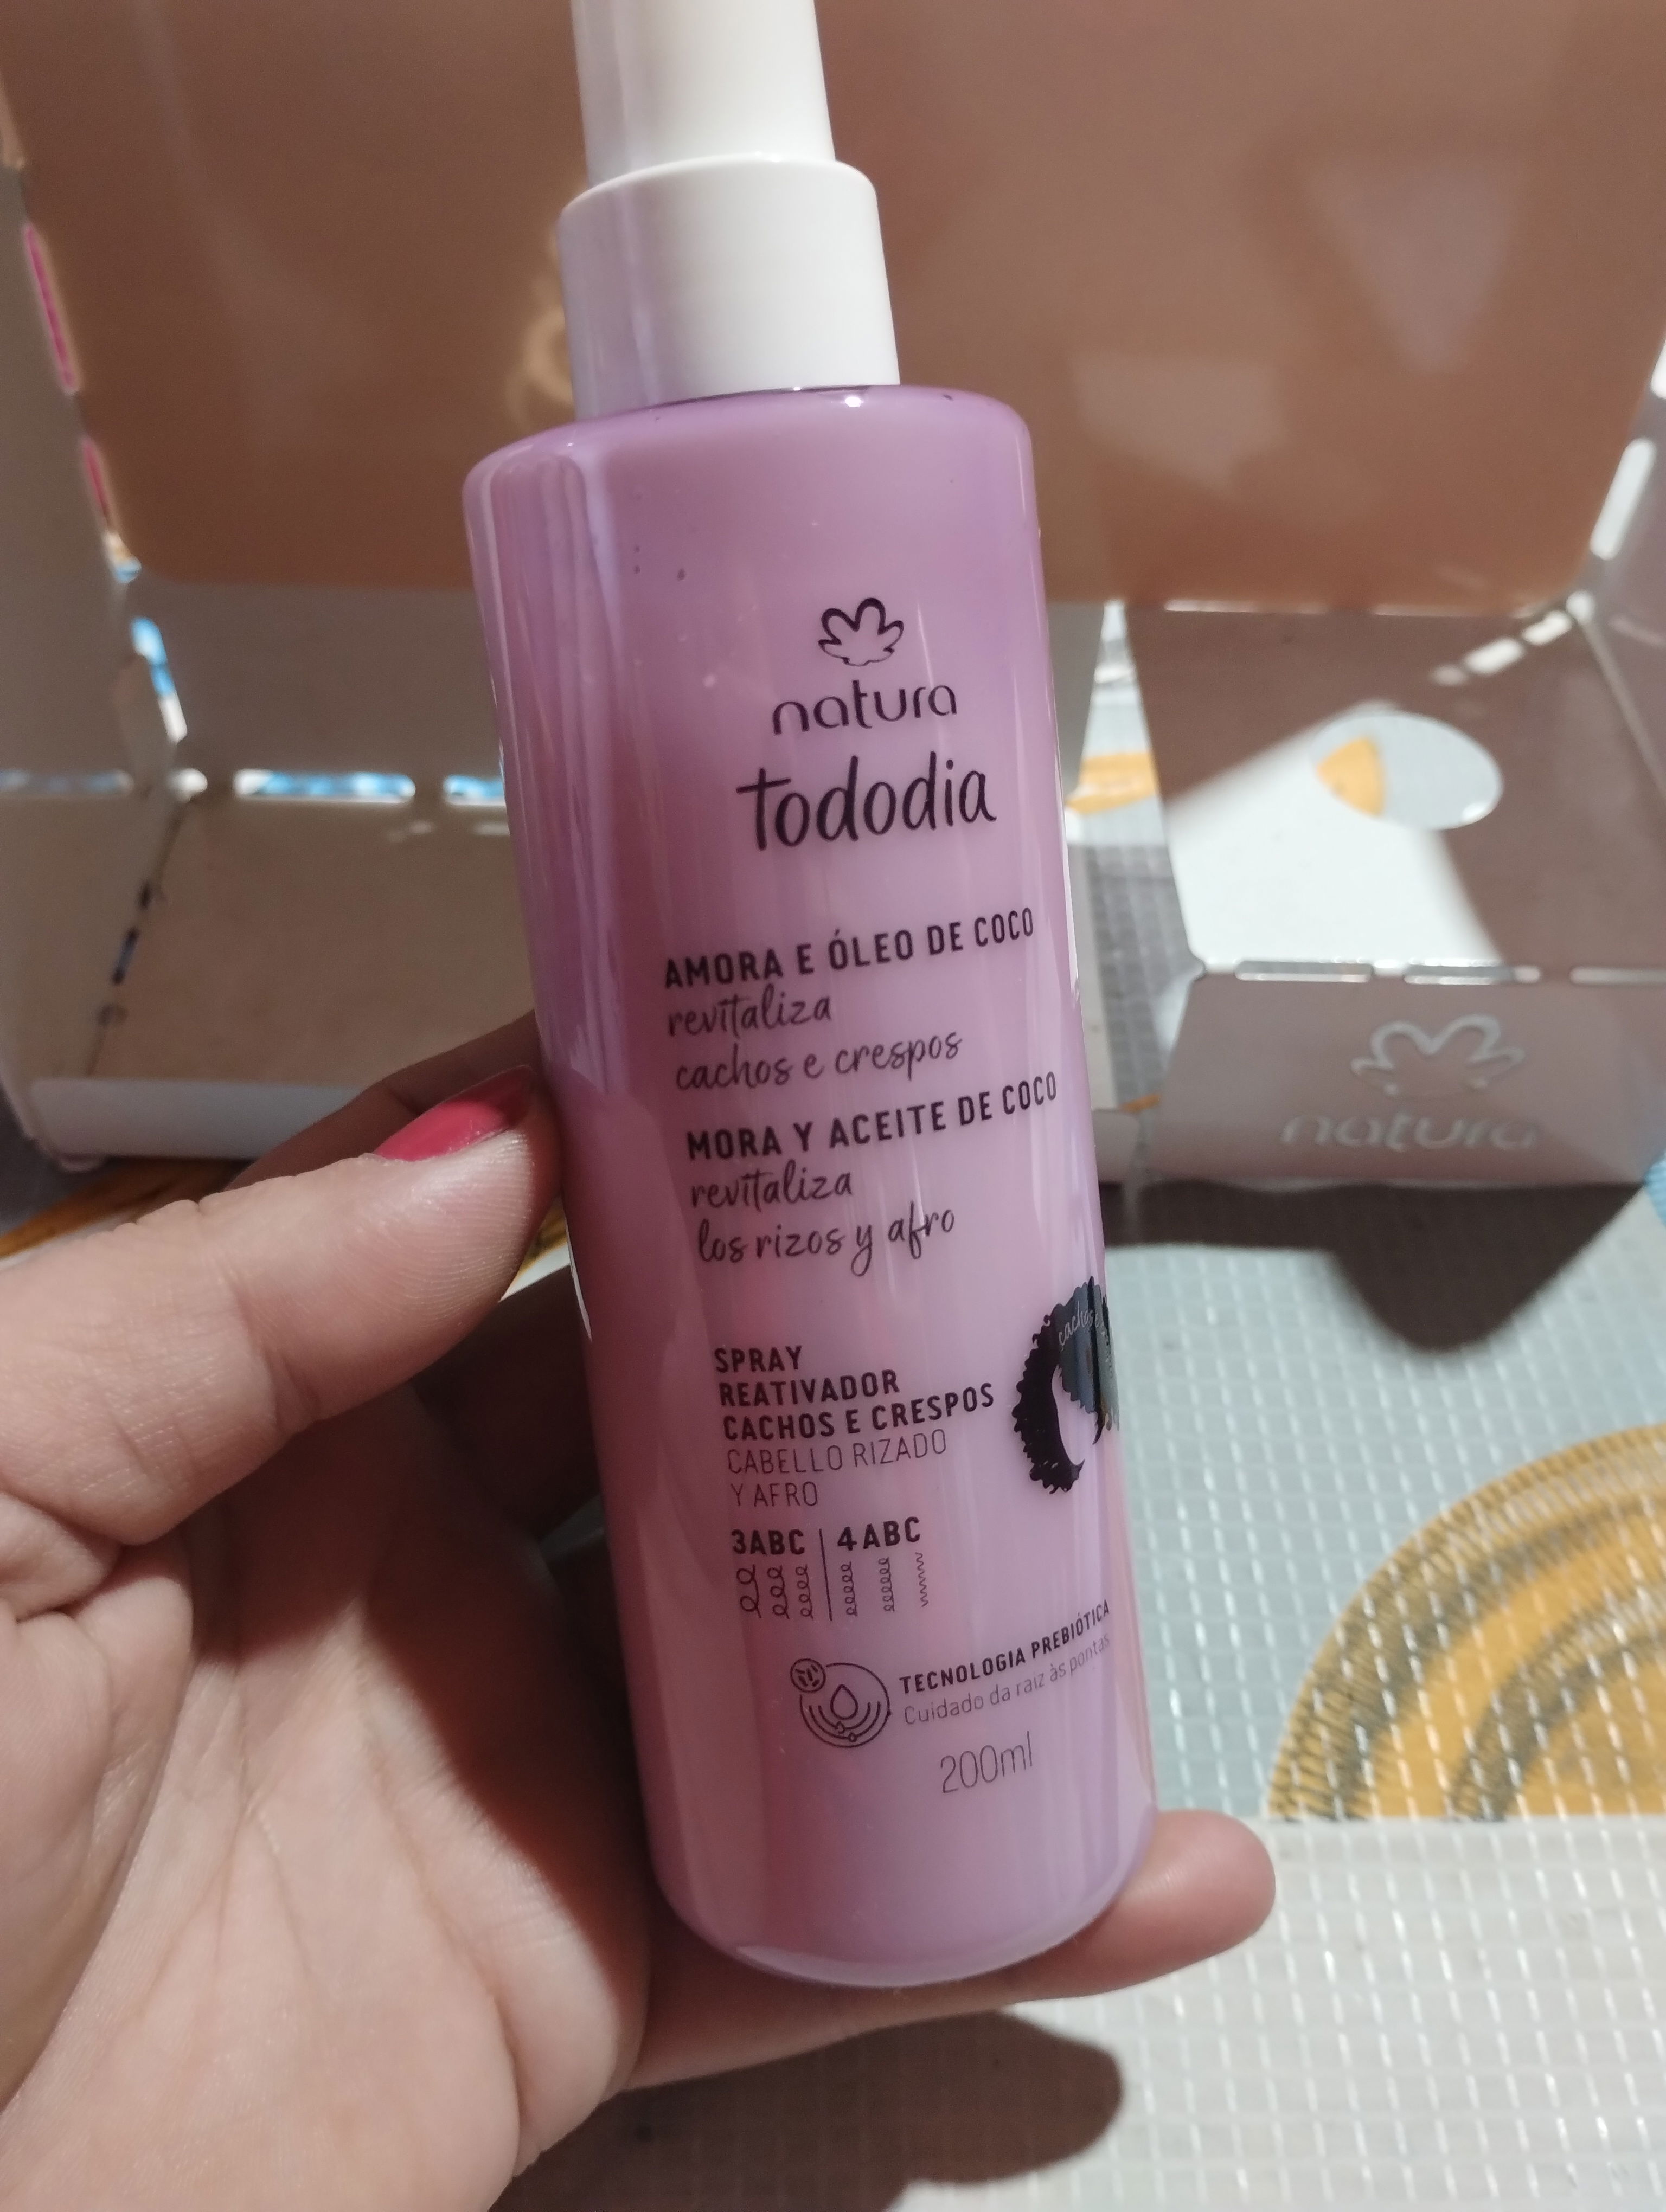 natura
tododia
AMORA E ÓLEO DE COCO
revitaliza
cachos e crespos
MORA Y ACEITE DE COCO
revitaliza
los rizos y afro
cachos e
SPRAY
REATIVADOR
CACHOS E CRESPOS
CABELLO RIZADO
Y AFRO
3ABC | 4ABC
TECNOLOGIA PREBIÓTICA
Cuidado da raiz às pontas
200ml
natura